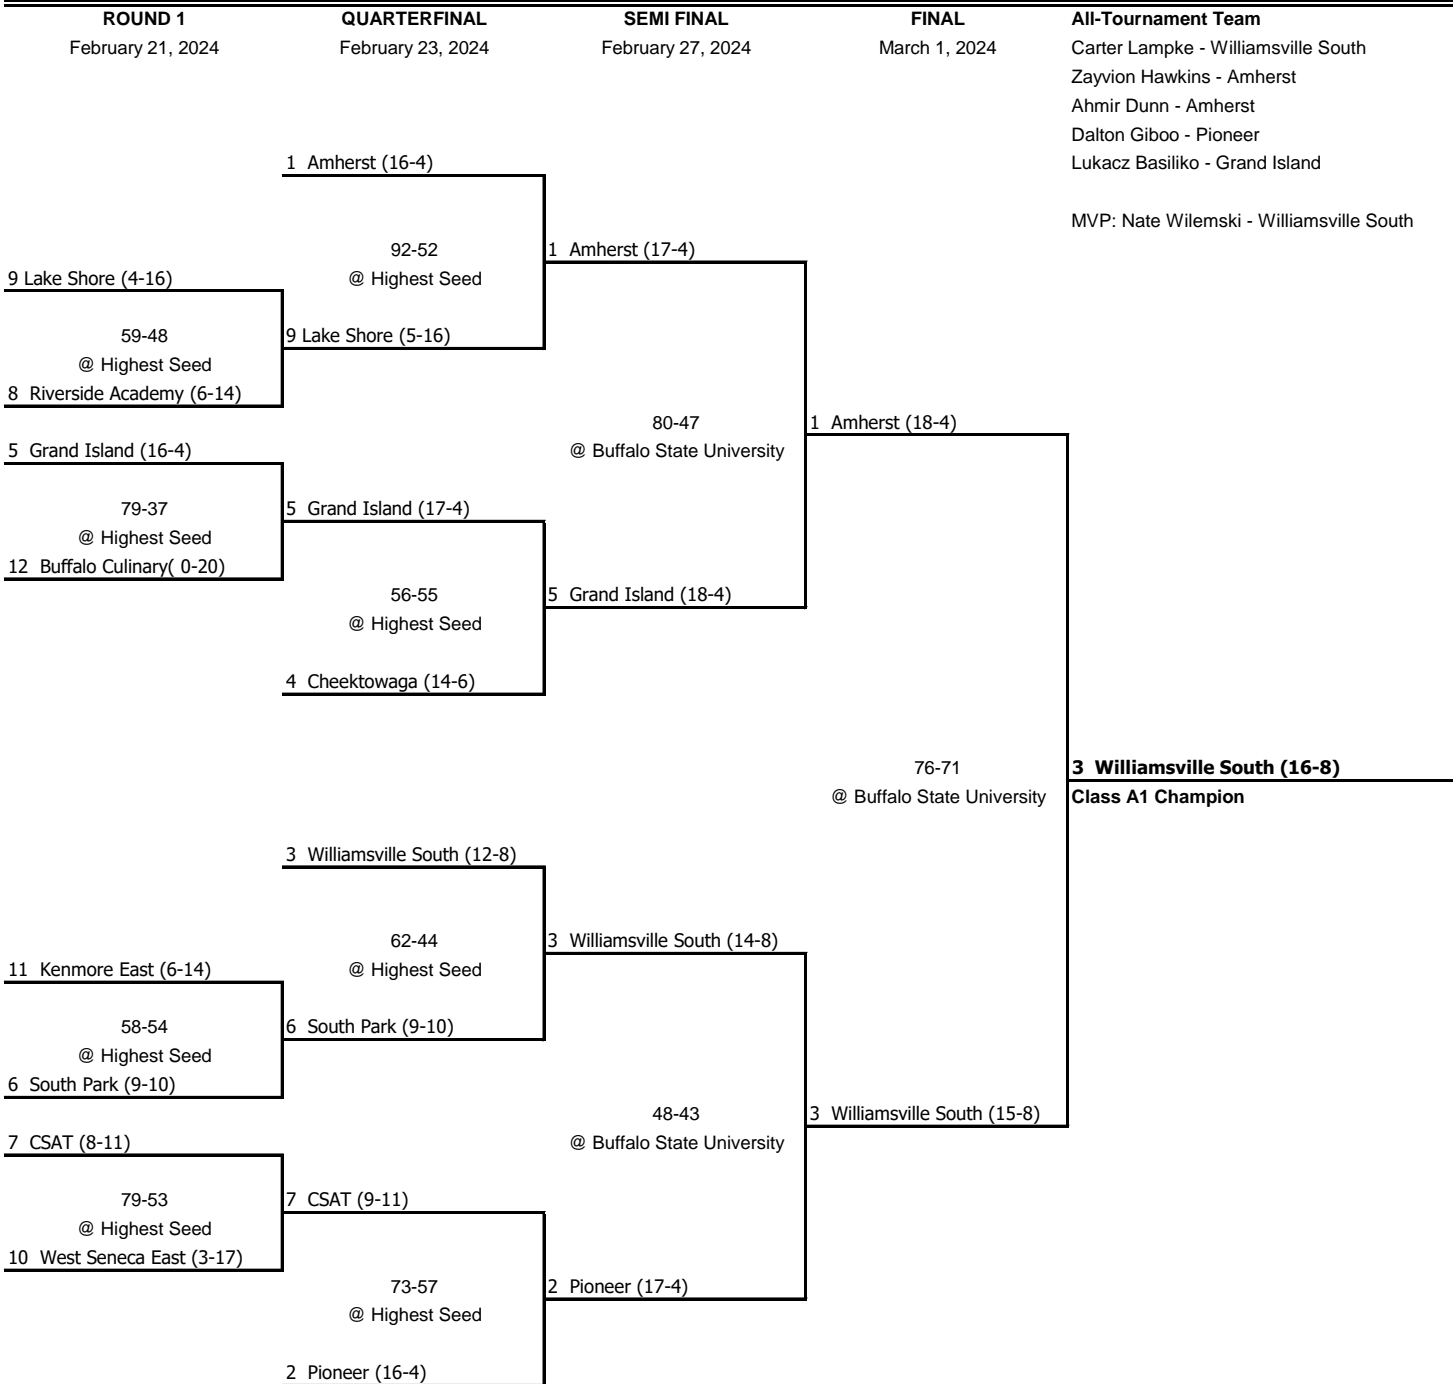 ROUND 1
February 21, 2024
QUARTERFINAL
February 23, 2024
SEMI FINAL
February 27, 2024
FINAL
March 1, 2024
All-Tournament Team
Carter Lampke - Williamsville South
Zayvion Hawkins - Amherst
Ahmir Dunn - Amherst
Dalton Giboo - Pioneer
Lukacz Basiliko - Grand Island
MVP: Nate Wilemski - Williamsville South
9 Lake Shore (4-16)
59-48
@ Highest Seed
8 Riverside Academy (6-14)
5 Grand Island (16-4)
79-37
@ Highest Seed
12 Buffalo Culinary( 0-20)
11 Kenmore East (6-14)
58-54
@ Highest Seed
6 South Park (9-10)
7 CSAT (8-11)
79-53
@ Highest Seed
10 West Seneca East (3-17)
1 Amherst (16-4)
92-52
@ Highest Seed
9 Lake Shore (5-16)
5 Grand Island (17-4)
56-55
@ Highest Seed
4 Cheektowaga (14-6)
3 Williamsville South (12-8)
62-44
@ Highest Seed
6 South Park (9-10)
7 CSAT (9-11)
73-57
@ Highest Seed
2 Pioneer (16-4)
1 Amherst (17-4)
80-47
@ Buffalo State University
5 Grand Island (18-4)
3 Williamsville South (14-8)
48-43
@ Buffalo State University
2 Pioneer (17-4)
1 Amherst (18-4)
76-71
@ Buffalo State University
3 Williamsville South (15-8)
3 Williamsville South (16-8)
Class A1 Champion